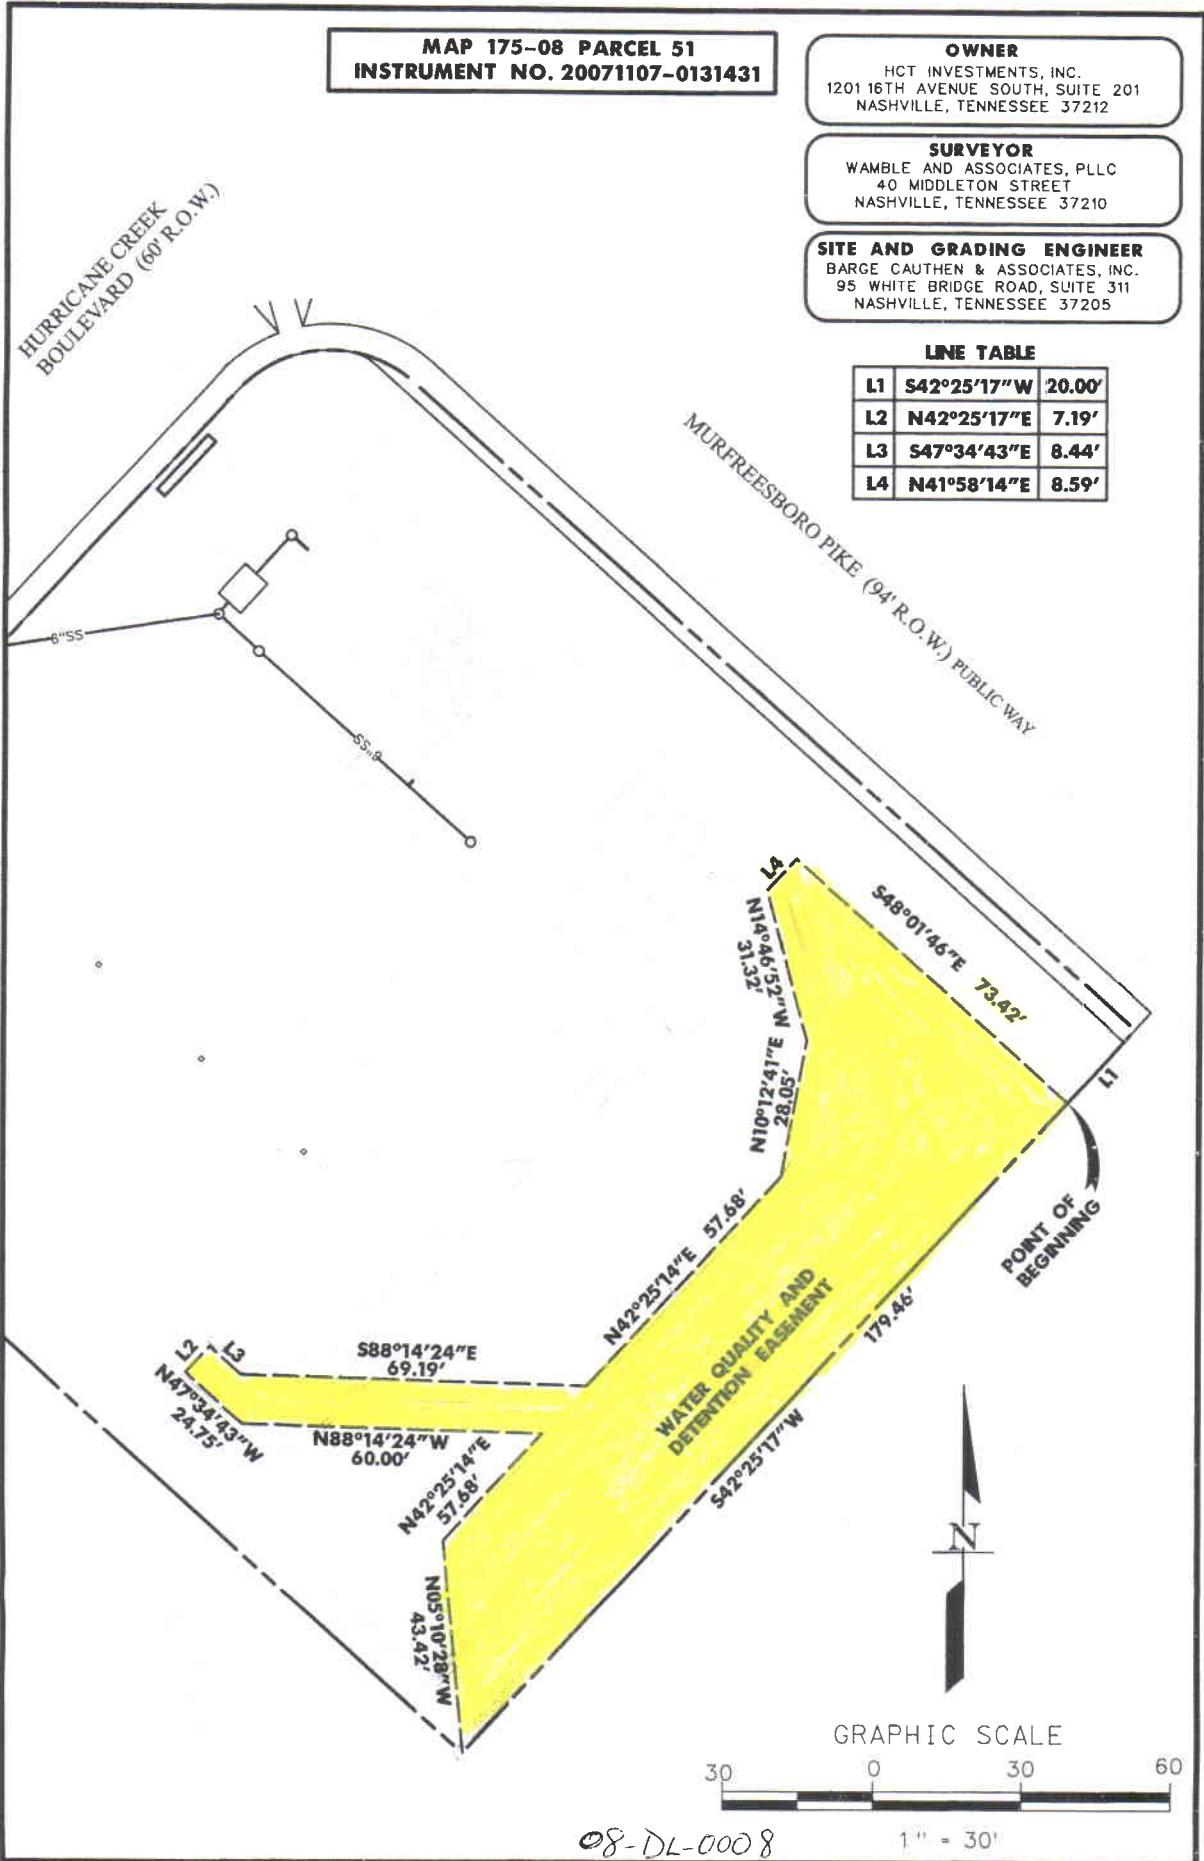 MAP 175-08 PARCEL 51
INSTRUMENT NO. 20071107-0131431
OWNER
HCT INVESTMENTS, INC.
1201 16TH AVENUE SOUTH, SUITE 201
NASHVILLE, TENNESSEE 37212
SURVEYOR
WAMBLE AND ASSOCIATES, PLLC
40 MIDDLETON STREET
NASHVILLE, TENNESSEE 37210
SITE AND GRADING ENGINEER
BARGE CAUTHEN & ASSOCIATES, INC.
95 WHITE BRIDGE ROAD, SUITE 311
NASHVILLE, TENNESSEE 37205
LINE TABLE
L1 S42°25'17"W 20.00'
L2 N42°25'17"E 7.19'
L3 S47°34'43"E 8.44'
L4 N41°58'14"E 8.59'
HURRICANE CREEK
BOULEVARD (60' R.O.W.)
MURFREESBORO PIKE (94' R.O.W.) PUBLIC WAY
8"SS
SS"8
L4
S48°01'46"E 73.42'
N14°46'52"W
31.32'
N10°12'41"E
28.05'
L1
POINT OF
BEGINNING
N42°25'14"E 57.68'
WATER QUALITY AND
DETENTION EASEMENT
179.46'
S42°25'17"W
L2
L3
S88°14'24"E
69.19'
N47°34'43"W
24.75'
N88°14'24"W
60.00'
N42°25'14"E
57.68'
N05°10'28"W
43.42'
N
GRAPHIC SCALE
30 0 30 60
1" = 30'
08-DL-0008